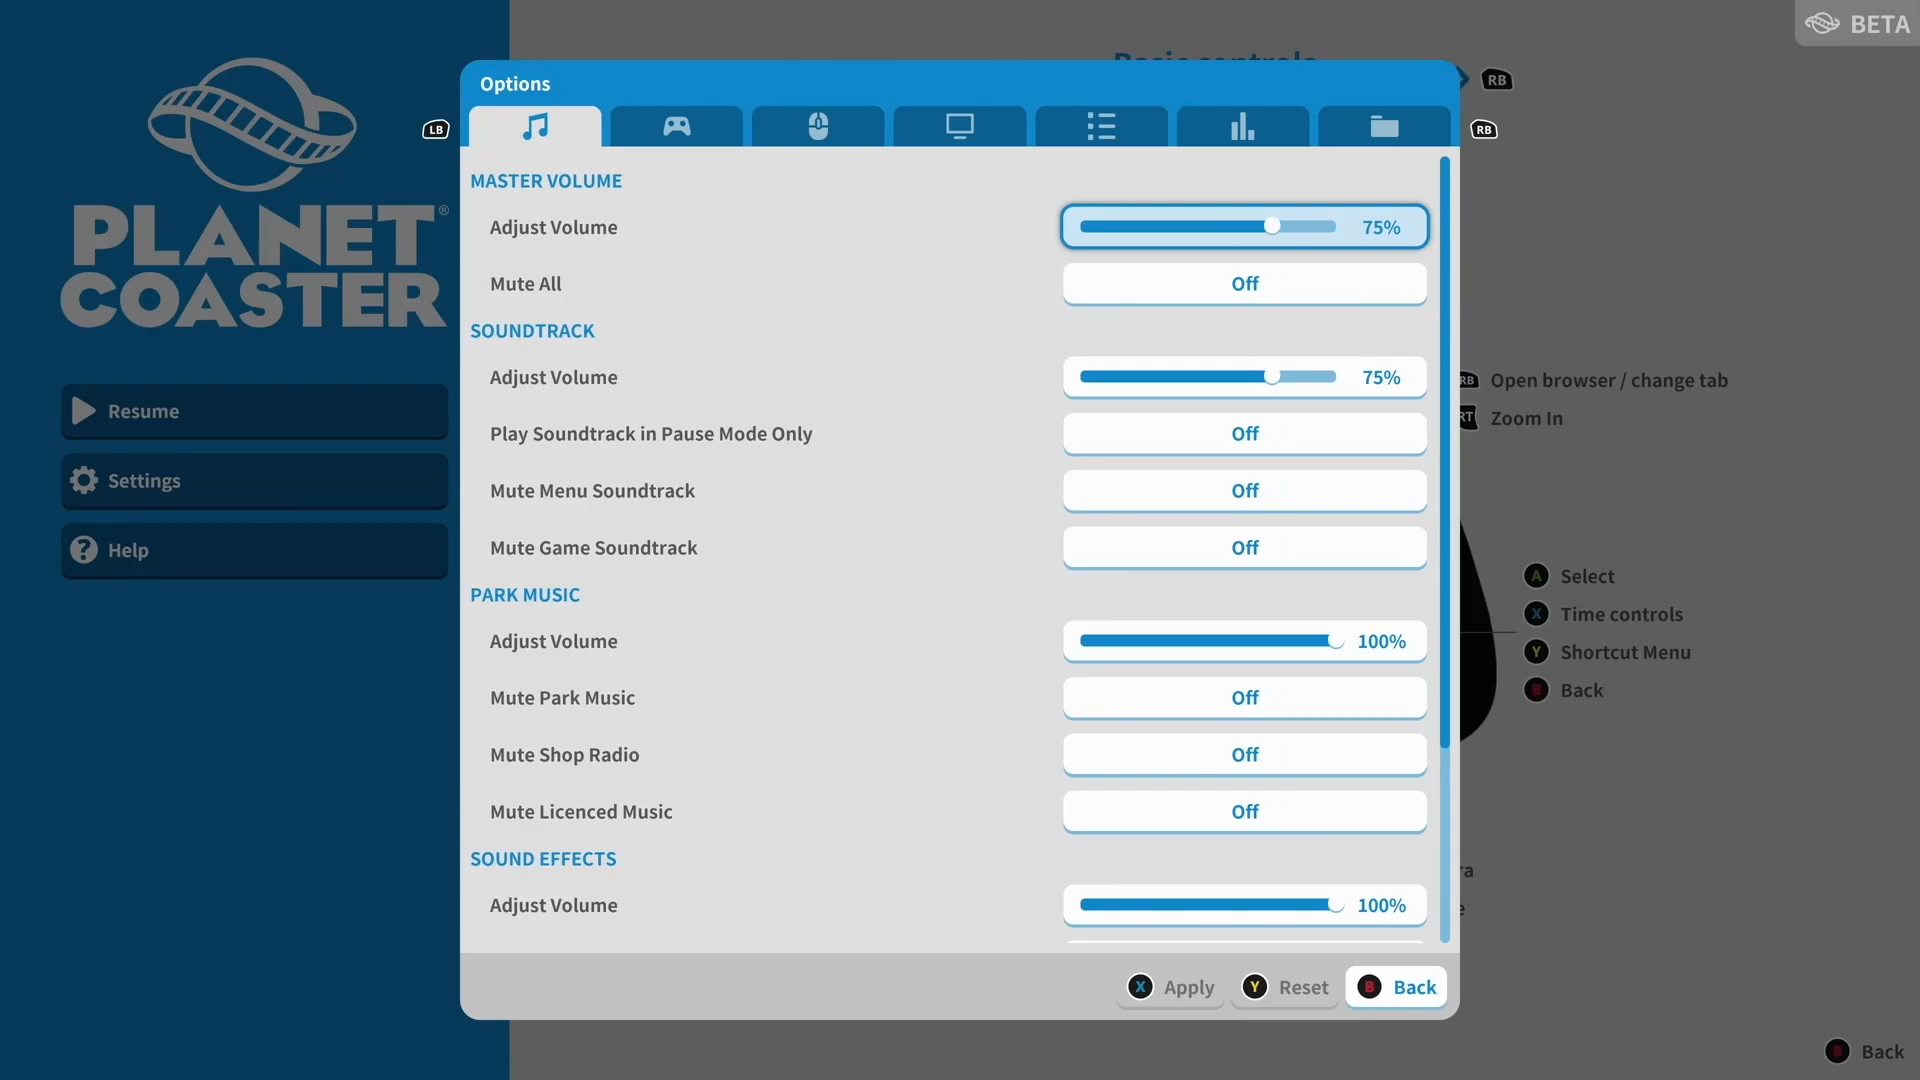 BETA
PLANET®
COASTER
Resume
Settings
Help
RB
Options
LB
RB
MASTER VOLUME
Adjust Volume 75%
Mute All Off
SOUNDTRACK
Adjust Volume 75%
Play Soundtrack in Pause Mode Only Off
Mute Menu Soundtrack Off
Mute Game Soundtrack Off
PARK MUSIC
Adjust Volume 100%
Mute Park Music Off
Mute Shop Radio Off
Mute Licenced Music Off
SOUND EFFECTS
Adjust Volume 100%
X Apply Y Reset B Back
RB Open browser / change tab
RT Zoom In
A Select
X Time controls
Y Shortcut Menu
B Back
B Back